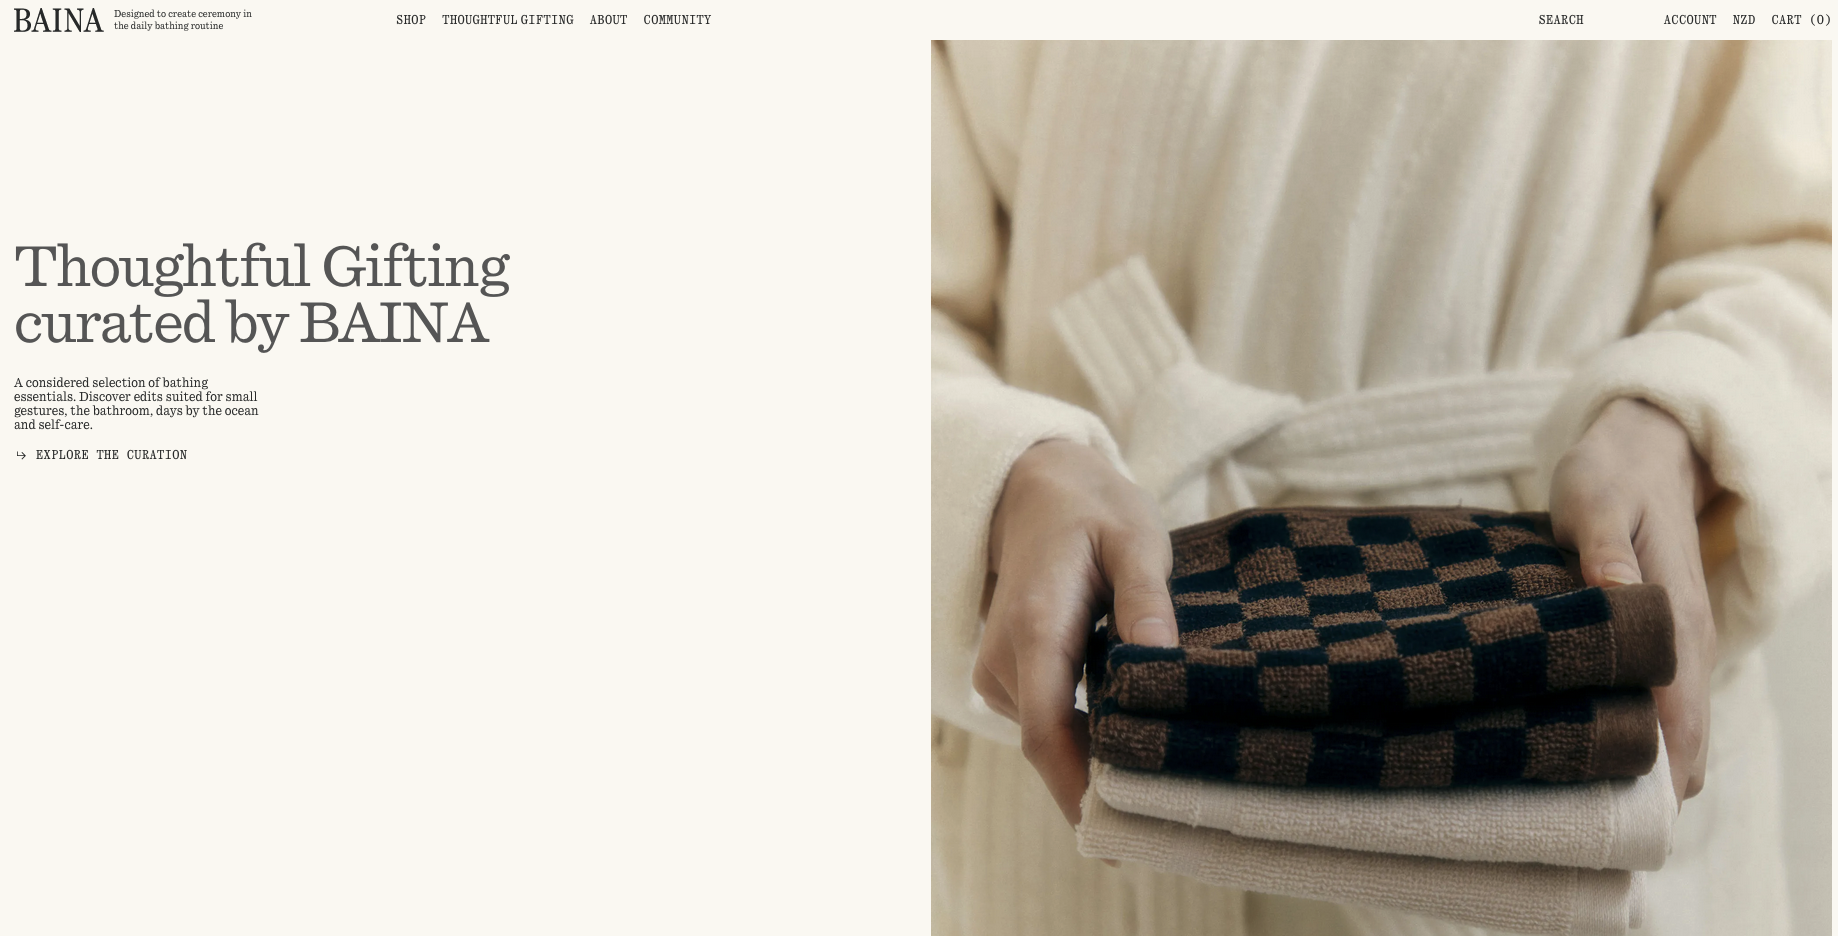 BAINA
Designed to create ceremony in
the daily bathing routine
SHOP THOUGHTFUL GIFTING ABOUT COMMUNITY
SEARCH
ACCOUNT NZD CART (0)
Thoughtful Gifting
curated by BAINA
A considered selection of bathing
essentials. Discover edits suited for small
gestures, the bathroom, days by the ocean
and self-care.
↳ EXPLORE THE CURATION